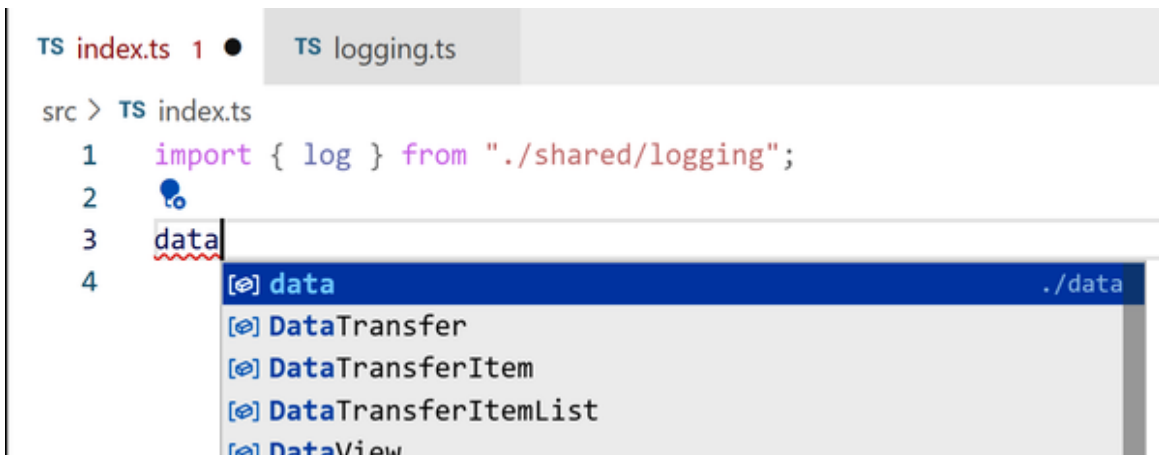 TS index.ts 1 ● TS logging.ts
src > TS index.ts
1 import { log } from "./shared/logging";
2
3 data
4
data ./data
DataTransfer
DataTransferItem
DataTransferItemList
DataView